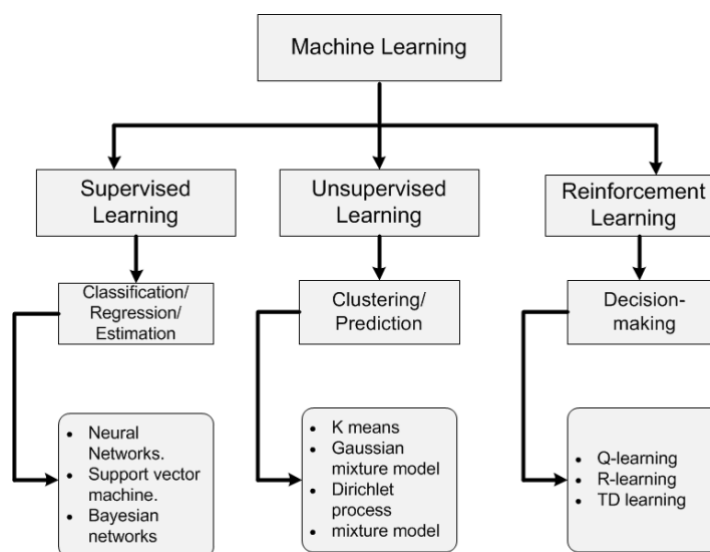 Machine Learning
Supervised
Learning
Unsupervised
Learning
Reinforcement
Learning
Classification/
Regression/
Estimation
Clustering/
Prediction
Decision-
making
• Neural
Networks.
• Support vector
machine.
• Bayesian
networks
• K means
• Gaussian
mixture model
• Dirichlet
process
• mixture model
• Q-learning
• R-learning
• TD learning